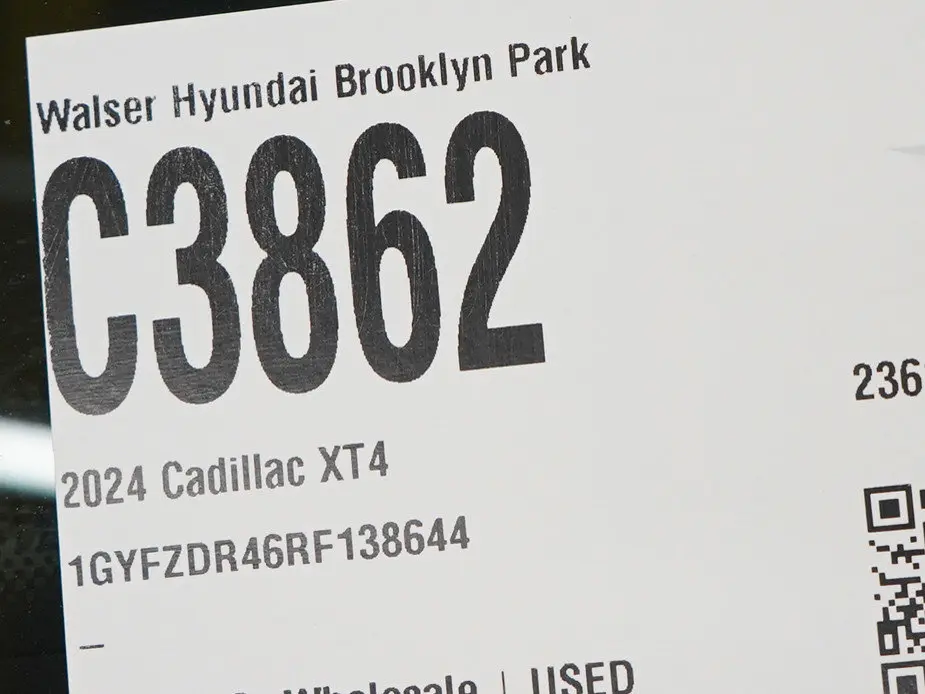 Walser Hyundai Brooklyn Park
C3862
236
2024 Cadillac XT4
1GYFZDR46RF138644
–
Wholesale | USED